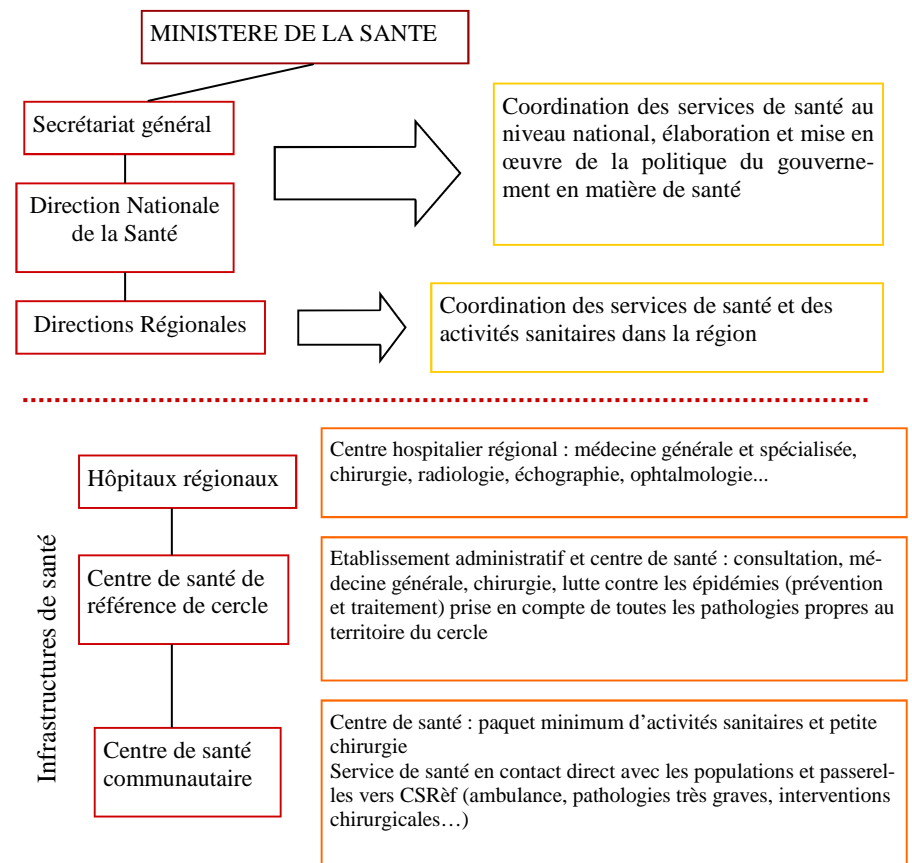 MINISTERE DE LA SANTE
Secrétariat général
Direction Nationale
de la Santé
Directions Régionales
Coordination des services de santé au
niveau national, élaboration et mise en
œuvre de la politique du gouverne-
ment en matière de santé
Coordination des services de santé et des
activités sanitaires dans la région
Infrastructures de santé
Hôpitaux régionaux
Centre hospitalier régional : médecine générale et spécialisée,
chirurgie, radiologie, échographie, ophtalmologie...
Centre de santé de
référence de cercle
Etablissement administratif et centre de santé : consultation, mé-
decine générale, chirurgie, lutte contre les épidémies (prévention
et traitement) prise en compte de toutes les pathologies propres au
territoire du cercle
Centre de santé
communautaire
Centre de santé : paquet minimum d’activités sanitaires et petite
chirurgie
Service de santé en contact direct avec les populations et passerel-
les vers CSRèf (ambulance, pathologies très graves, interventions
chirurgicales…)